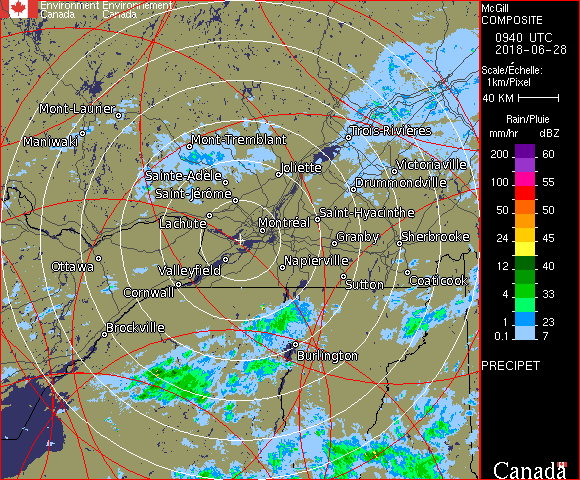 Environment Environnement
Canada Canada
McGill
COMPOSITE
0940 UTC
2018-06-28
Scale/Échelle:
1km/Pixel
40 KM
Rain/Pluie
mm/hr dBZ
200 60
100 55
50 50
24 45
12 40
4 33
1 23
0.1 7
PRECIPET
Canada
Mont-Laurier
Maniwaki
Mont-Tremblant
Trois-Rivières
Sainte-Adèle
Joliette
Victoriaville
Saint-Jérôme
Drummondville
Lachute
Saint-Hyacinthe
Montréal
Granby
Sherbrooke
Ottawa
Valleyfield
Napierville
Cornwall
Sutton
Coaticook
Brockville
Burlington